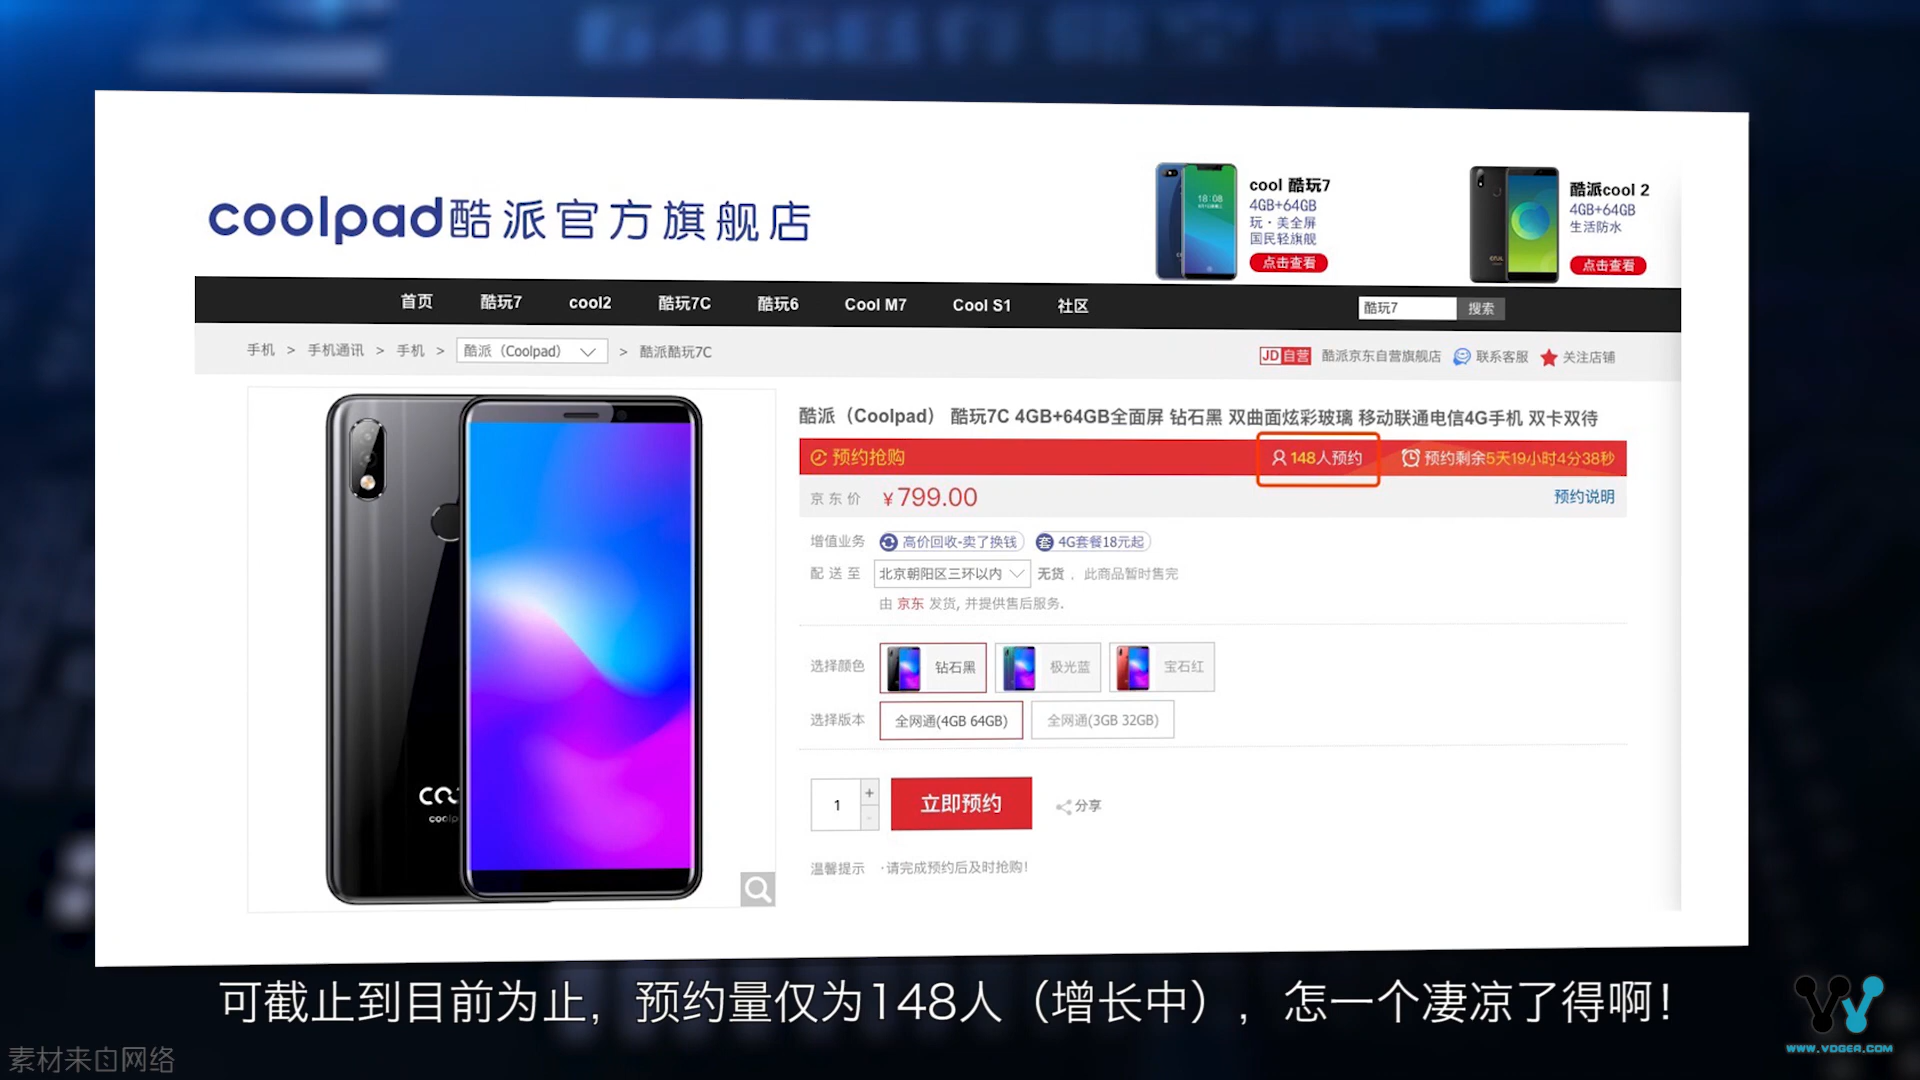 coolpad酷派官方旗舰店
cool 酷玩7
4GB+64GB
玩·美全屏
国民轻旗舰
点击查看
酷派cool 2
4GB+64GB
生活防水
点击查看
18:08
首页 酷玩7 cool2 酷玩7C 酷玩6 Cool M7 Cool S1 社区
酷玩7 搜索
手机 > 手机通讯 > 手机 > 酷派（Coolpad） > 酷派酷玩7C
JD自营 酷派京东自营旗舰店 联系客服 关注店铺
酷派（Coolpad） 酷玩7C 4GB+64GB全面屏 钻石黑 双曲面炫彩玻璃 移动联通电信4G手机 双卡双待
预约抢购 148人预约 预约剩余5天19小时4分38秒
京东价 ¥799.00 预约说明
增值业务 高价回收-卖了换钱 套 4G套餐18元起
配送至 北京朝阳区三环以内 无货，此商品暂时售完
由 京东 发货, 并提供售后服务.
选择颜色 钻石黑 极光蓝 宝石红
选择版本 全网通(4GB 64GB) 全网通(3GB 32GB)
1 + - 立即预约 分享
温馨提示 ·请完成预约后及时抢购！
可截止到目前为止，预约量仅为148人（增长中），怎一个凄凉了得啊！
素材来自网络
WWW.VOGER.COM